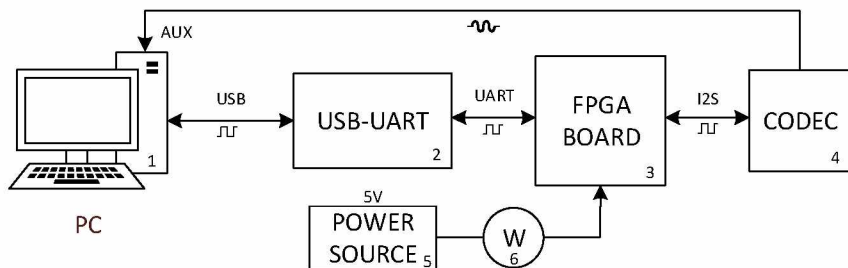 AUX
USB
UART
I2S
USB-UART
FPGA
BOARD
CODEC
1
2
3
4
PC
5V
POWER
SOURCE
5
W
6